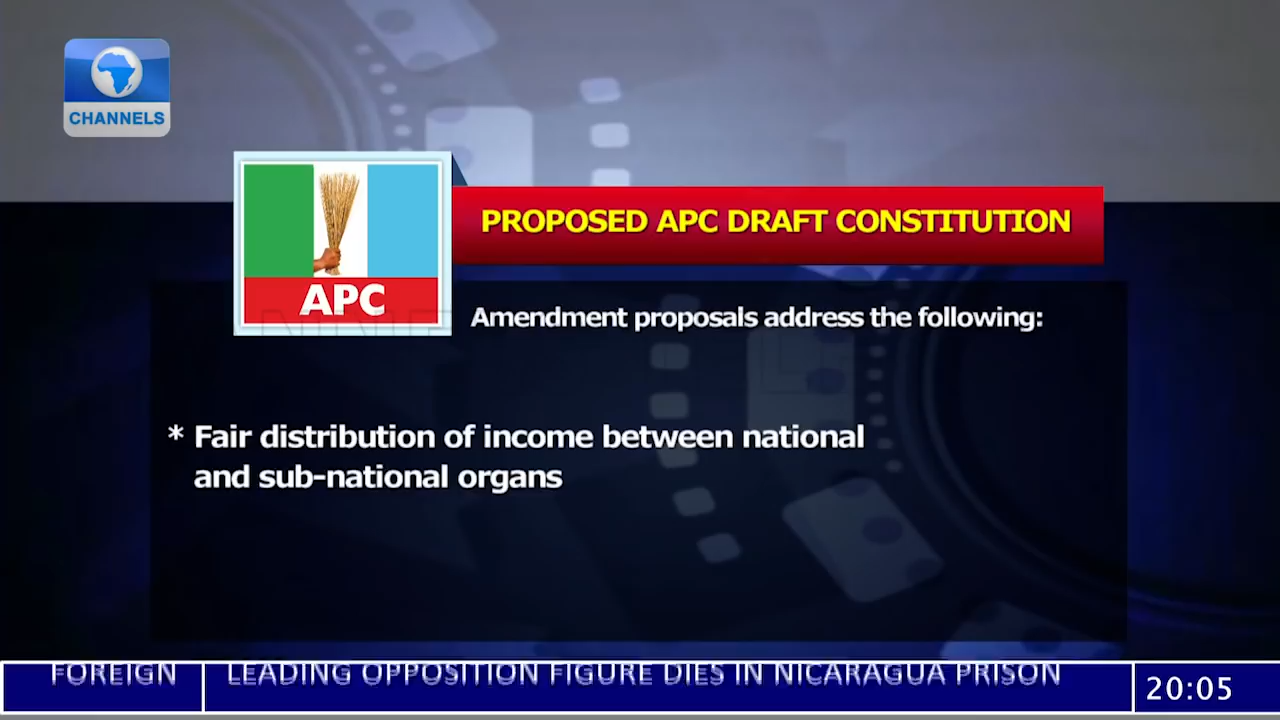 CHANNELS
PROPOSED APC DRAFT CONSTITUTION
APC
Amendment proposals address the following:
* Fair distribution of income between national
and sub-national organs
FOREIGN
LEADING OPPOSITION FIGURE DIES IN NICARAGUA PRISON
20:05